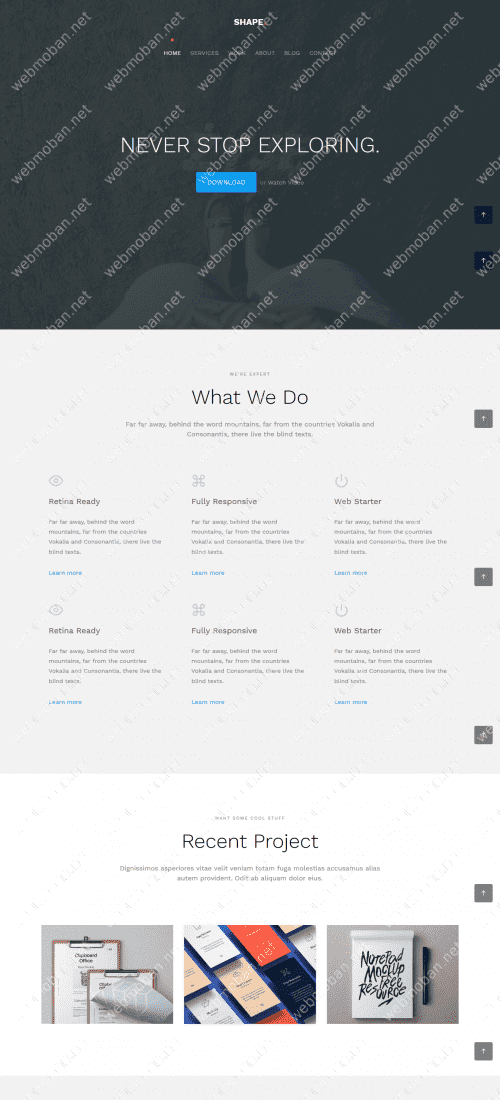 SHAPE
HOME SERVICES WORK ABOUT BLOG CONTACT
NEVER STOP EXPLORING.
DOWNLOAD or Watch Video
WE'RE EXPERT
What We Do
Far far away, behind the word mountains, far from the countries Vokalia and
Consonantia, there live the blind texts.
Retina Ready
Far far away, behind the word
mountains, far from the countries
Vokalia and Consonantia, there live the
blind texts.
Learn more
Fully Responsive
Far far away, behind the word
mountains, far from the countries
Vokalia and Consonantia, there live the
blind texts.
Learn more
Web Starter
Far far away, behind the word
mountains, far from the countries
Vokalia and Consonantia, there live the
blind texts.
Learn more
Retina Ready
Far far away, behind the word
mountains, far from the countries
Vokalia and Consonantia, there live the
blind texts.
Learn more
Fully Responsive
Far far away, behind the word
mountains, far from the countries
Vokalia and Consonantia, there live the
blind texts.
Learn more
Web Starter
Far far away, behind the word
mountains, far from the countries
Vokalia and Consonantia, there live the
blind texts.
Learn more
WANT SOME COOL STUFF
Recent Project
Dignissimos asperiores vitae velit veniam totam fuga molestias accusamus alias
autem provident. Odit ab aliquam dolor eius.
Clipboard
Office
NotePad
MockUp
Free
Resource
webmoban.net